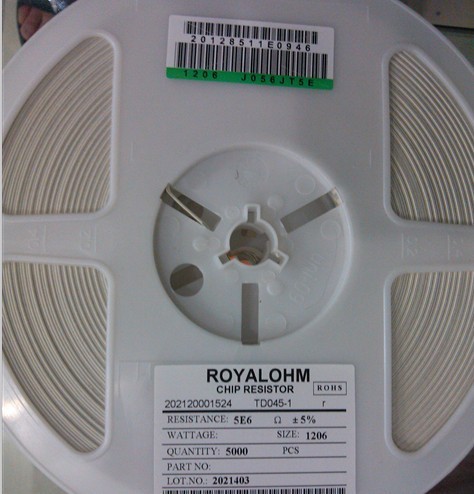 20128511E0946
1206 J056JT5E
ROYALOHM
CHIP RESISTOR
ROHS
202120001524 TD045-1 r
RESISTANCE: 5E6 Ω ±5%
WATTAGE: SIZE: 1206
QUANTITY: 5000 PCS
PART NO:
LOT.NO.: 2021403